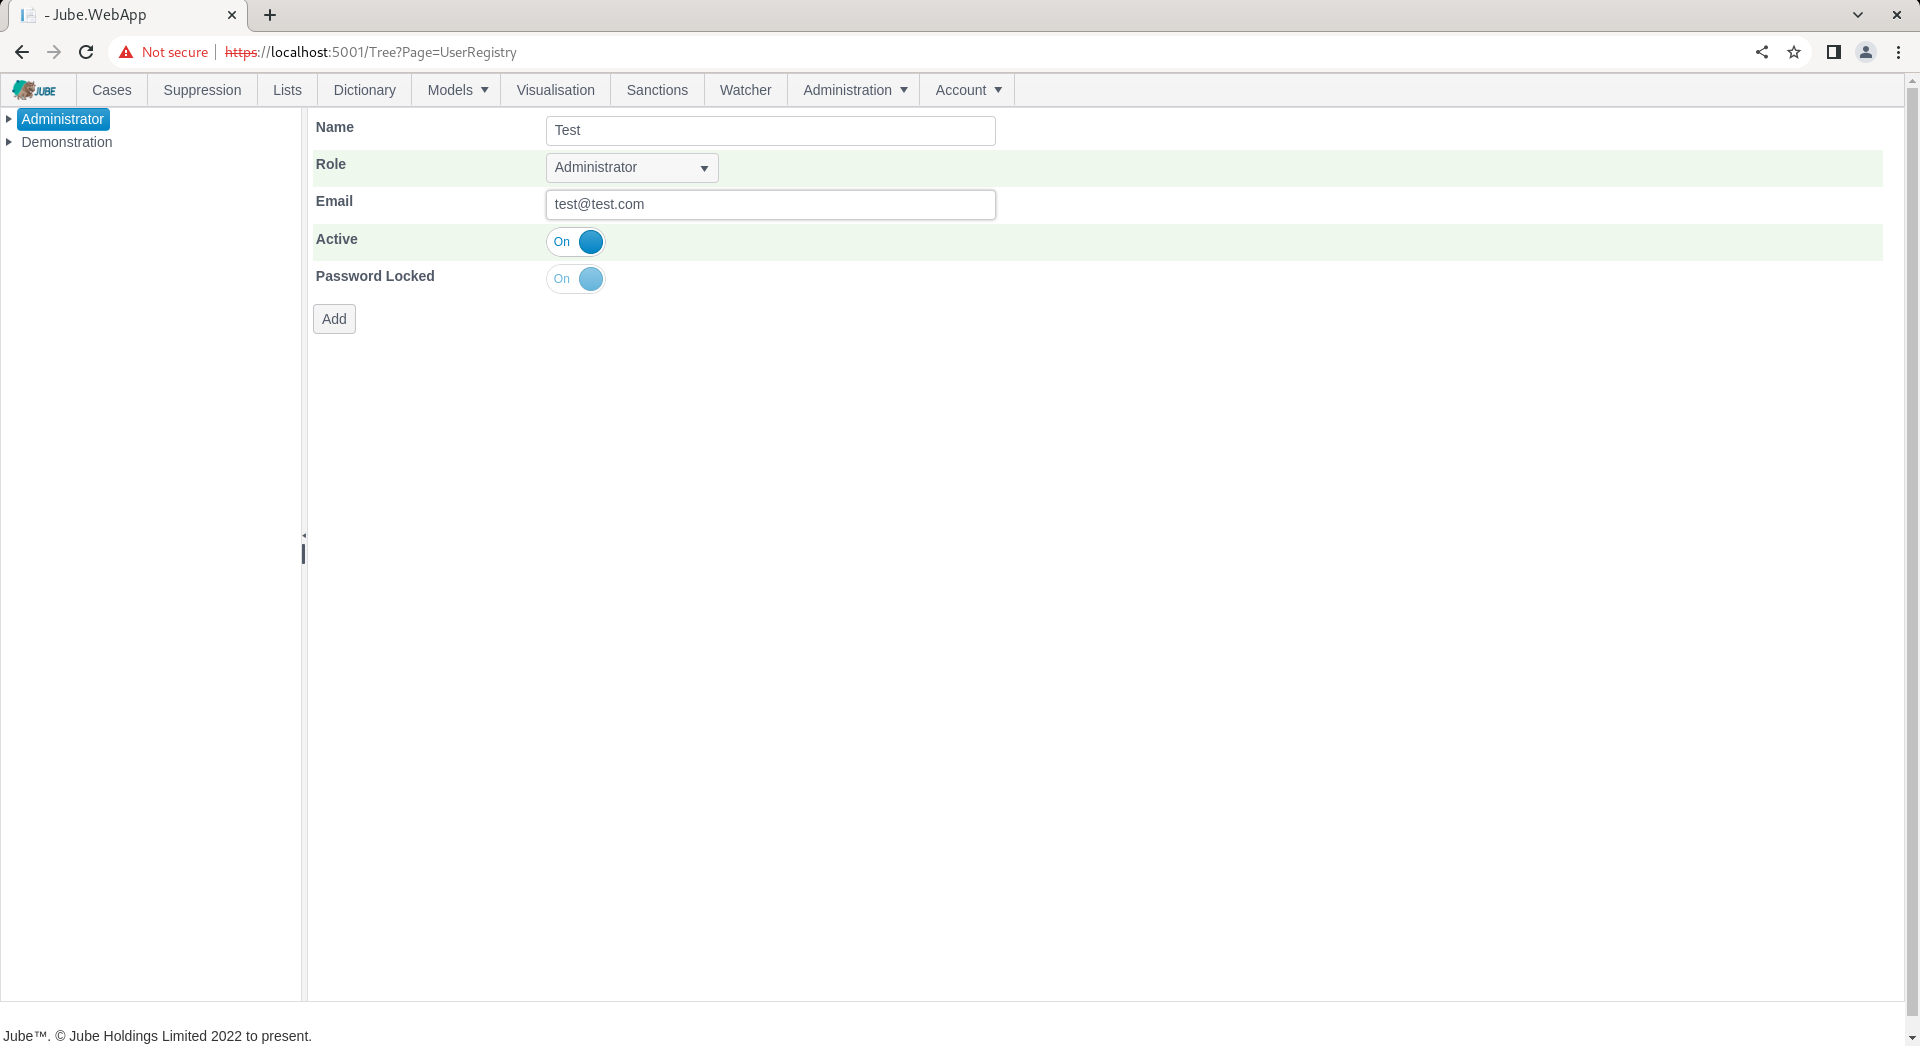 - Jube.WebApp
Not secure https://localhost:5001/Tree?Page=UserRegistry
JUBE Cases Suppression Lists Dictionary Models Visualisation Sanctions Watcher Administration Account
Administrator
Demonstration
Name Test
Role Administrator
Email test@test.com
Active On
Password Locked On
Add
Jube™. © Jube Holdings Limited 2022 to present.